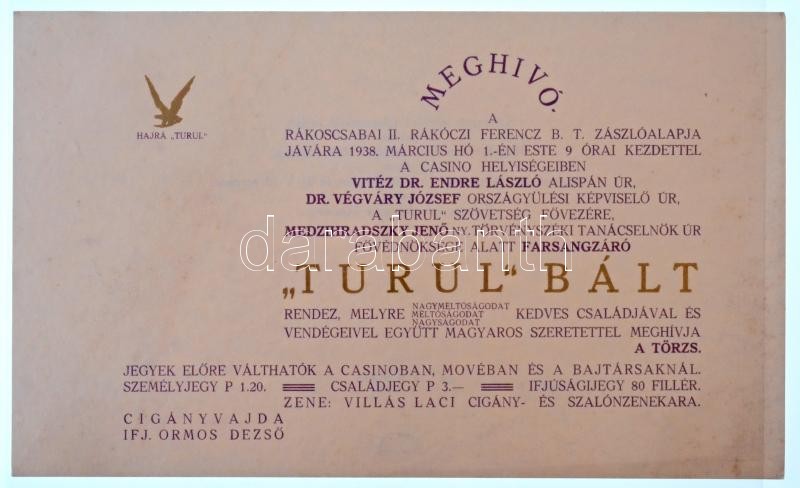 MEGHIVÓ.
HAJRÁ „TURUL"
A
RÁKOSCSABAI II. RÁKÓCZI FERENCZ B. T. ZÁSZLÓALAPJA
JAVÁRA 1938. MÁRCIUS HÓ 1.-ÉN ESTE 9 ÓRAI KEZDETTEL
A CASINO HELYISÉGEIBEN
VITÉZ DR. ENDRE LÁSZLÓ ALISPÁN ÚR,
DR. VÉGVÁRY JÓZSEF ORSZÁGYÜLÉSI KÉPVISELŐ ÚR,
A „TURUL" SZÖVETSÉG FŐVEZÉRE,
MEDZIHRADSZKY JENŐ NY. TÖRVÉNYSZÉKI TANÁCSELNÖK ÚR
FŐVÉDNÖKSÉGE ALATT FARSANGZÁRÓ
„TURUL" BÁLT
RENDEZ, MELYRE NAGYMÉLTÓSÁGODAT MÉLTÓSÁGODAT NAGYSÁGODAT KEDVES CSALÁDJÁVAL ÉS
VENDÉGEIVEL EGYÜTT MAGYAROS SZERETETTEL MEGHÍVJA
A TÖRZS.
JEGYEK ELŐRE VÁLTHATÓK A CASINOBAN, MOVÉBAN ÉS A BAJTÁRSAKNÁL.
SZEMÉLYJEGY P 1.20. CSALÁDJEGY P 3.— IFJÚSÁGIJEGY 80 FILLÉR.
ZENE: VILLÁS LACI CIGÁNY- ÉS SZALÓNZENEKARA.
CIGÁNYVAJDA
IFJ. ORMOS DEZSŐ
darabanth